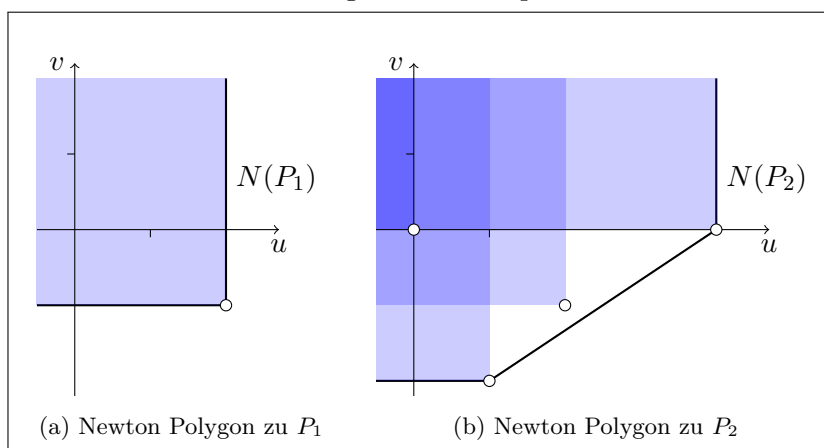 v
N(P₁)
u
(a) Newton Polygon zu P₁
v
N(P₂)
u
(b) Newton Polygon zu P₂